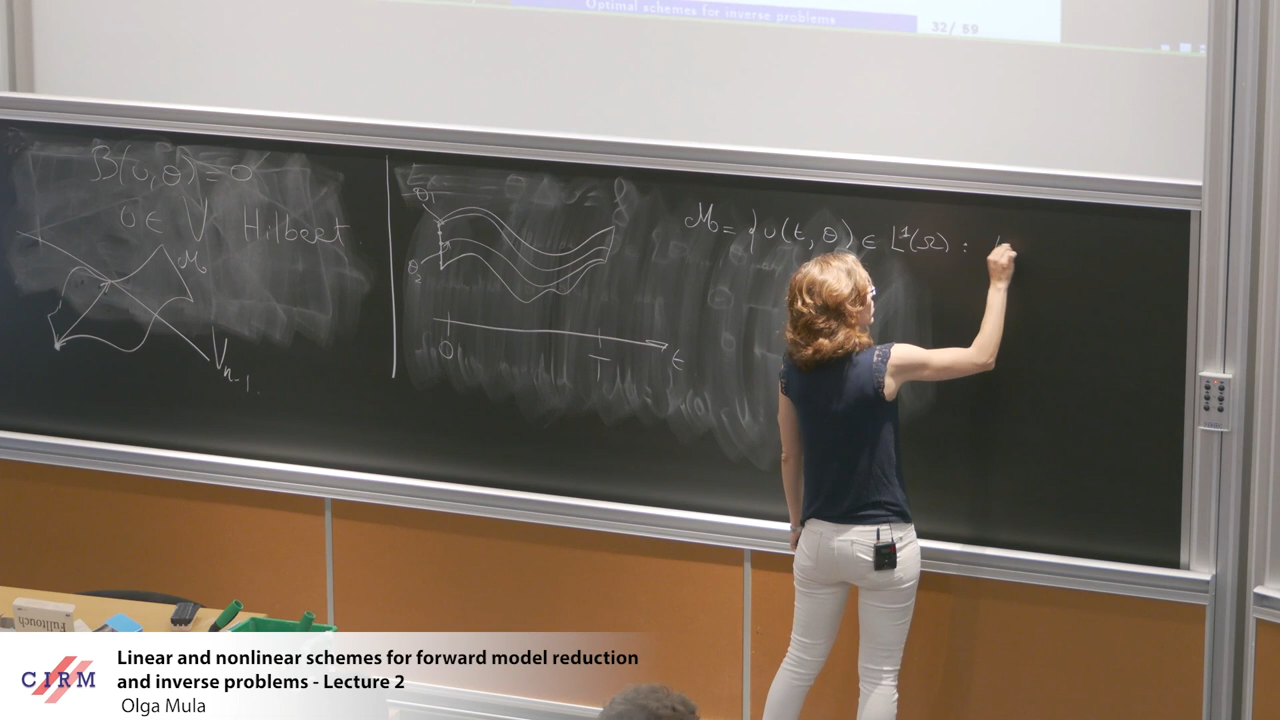 Optimal schemes for inverse problems
32/ 59
B(u,θ)=0
u ∈ V Hilbert.
M
V_{n-1}.
θ_1
θ_2
0
T
t
M = { u(t, θ) ∈ L^1(Ω) :
Fulltouch
CIRM
Linear and nonlinear schemes for forward model reduction
and inverse problems - Lecture 2
Olga Mula